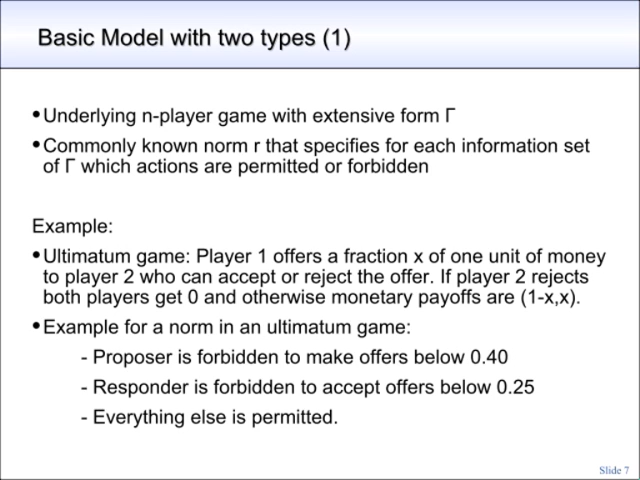 Basic Model with two types (1)
•Underlying n-player game with extensive form Γ
•Commonly known norm r that specifies for each information set
of Γ which actions are permitted or forbidden
Example:
•Ultimatum game: Player 1 offers a fraction x of one unit of money
to player 2 who can accept or reject the offer. If player 2 rejects
both players get 0 and otherwise monetary payoffs are (1-x,x).
•Example for a norm in an ultimatum game:
- Proposer is forbidden to make offers below 0.40
- Responder is forbidden to accept offers below 0.25
- Everything else is permitted.
Slide 7